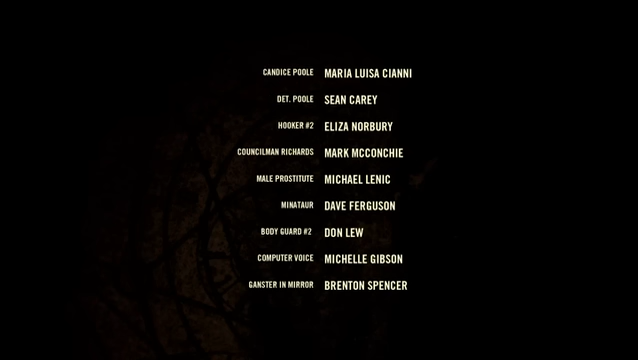 CANDICE POOLE MARIA LUISA CIANNI
DET. POOLE SEAN CAREY
HOOKER #2 ELIZA NORBURY
COUNCILMAN RICHARDS MARK MCCONCHIE
MALE PROSTITUTE MICHAEL LENIC
MINATAUR DAVE FERGUSON
BODY GUARD #2 DON LEW
COMPUTER VOICE MICHELLE GIBSON
GANSTER IN MIRROR BRENTON SPENCER